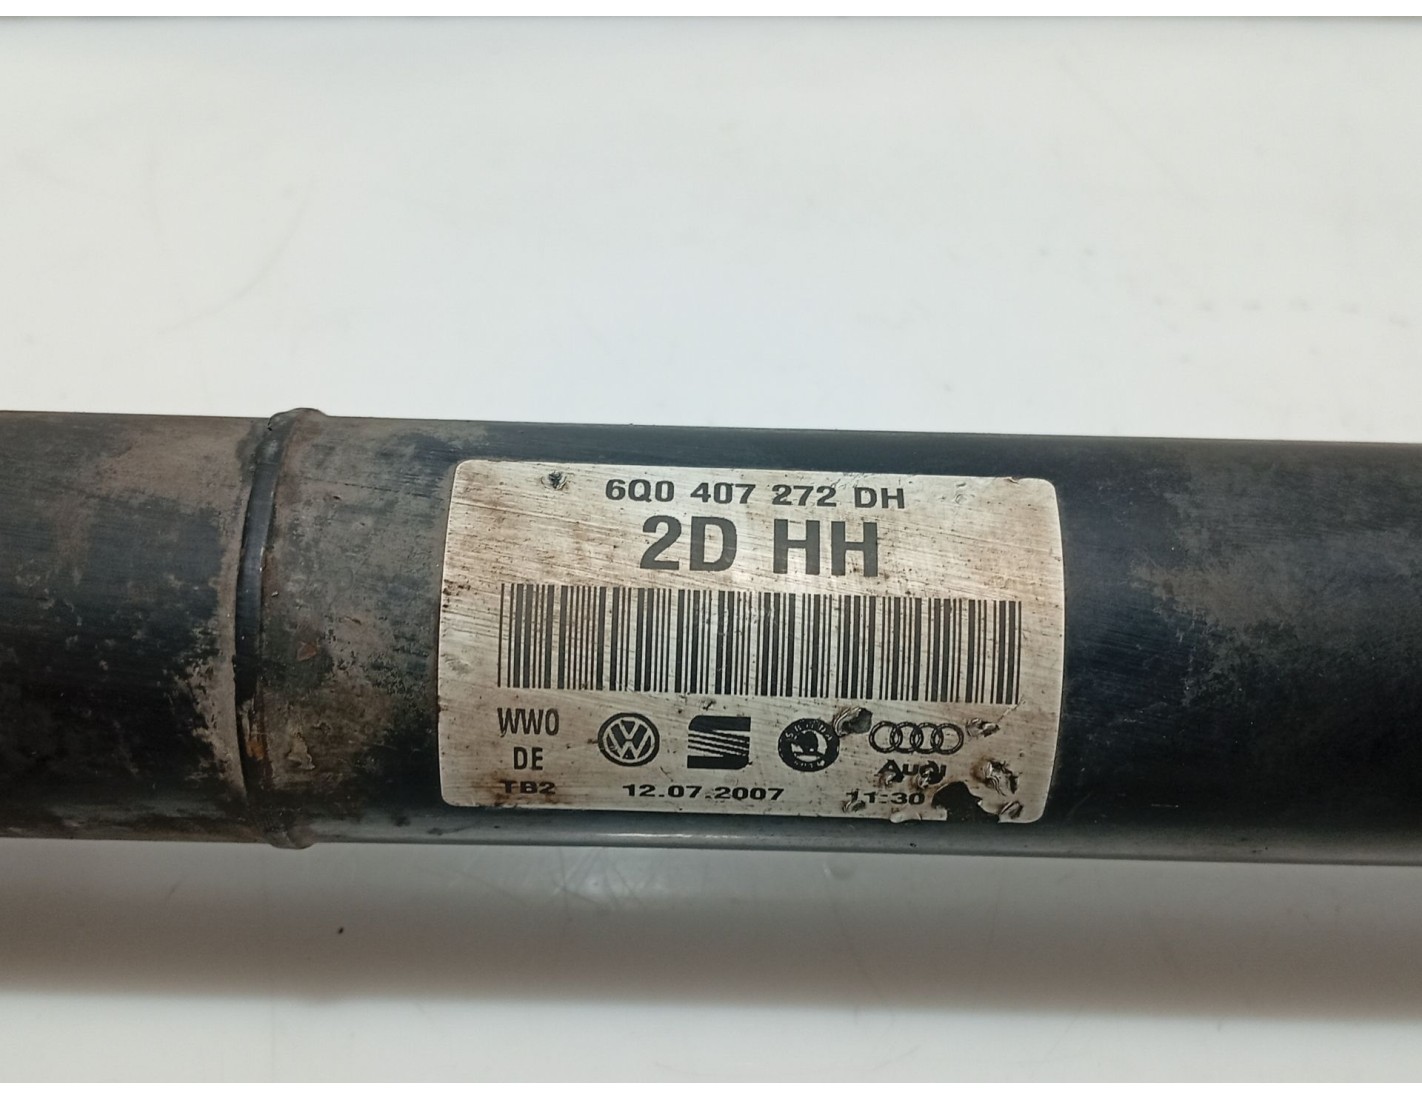 6Q0 407 272 DH
2D HH
WWO
DE
Audi
TB2 12.07.2007 11:30